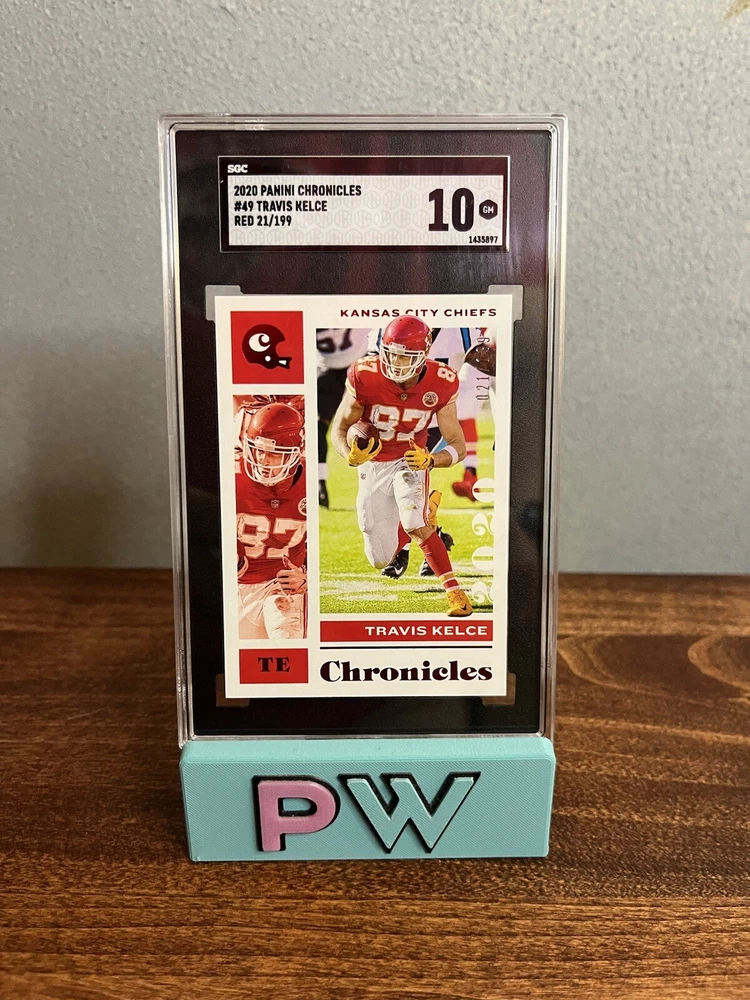 SGC
2020 PANINI CHRONICLES
#49 TRAVIS KELCE
RED 21/199
10
GM
1435897
KANSAS CITY CHIEFS
C
87
87
87
2020
TRAVIS KELCE
TE
Chronicles
PW